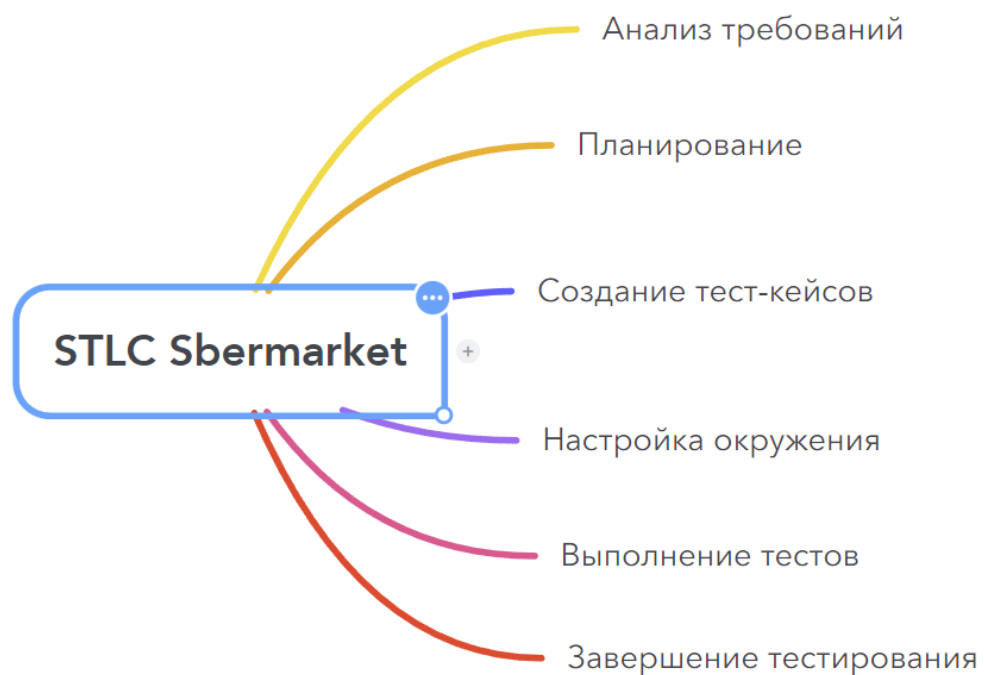 Анализ требований
Планирование
Создание тест-кейсов
STLC Sbermarket
Настройка окружения
Выполнение тестов
Завершение тестирования